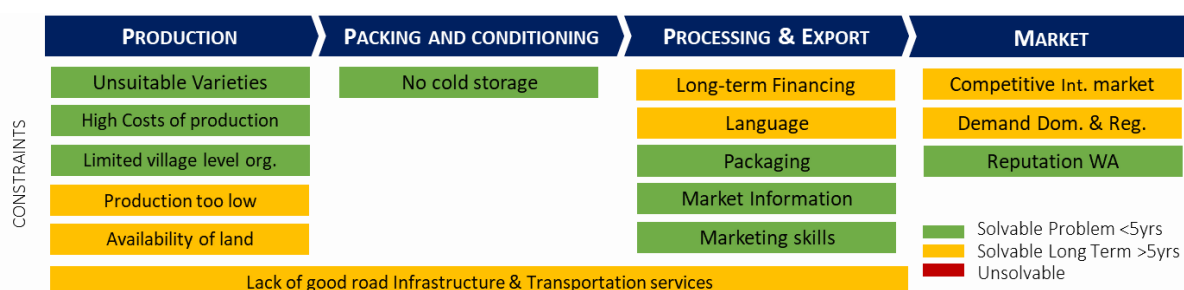 PRODUCTION
PACKING AND CONDITIONING
PROCESSING & EXPORT
MARKET
CONSTRAINTS
Unsuitable Varieties
High Costs of production
Limited village level org.
Production too low
Availability of land
No cold storage
Long-term Financing
Language
Packaging
Market Information
Marketing skills
Competitive Int. market
Demand Dom. & Reg.
Reputation WA
Lack of good road Infrastructure & Transportation services
Solvable Problem <5yrs
Solvable Long Term >5yrs
Unsolvable